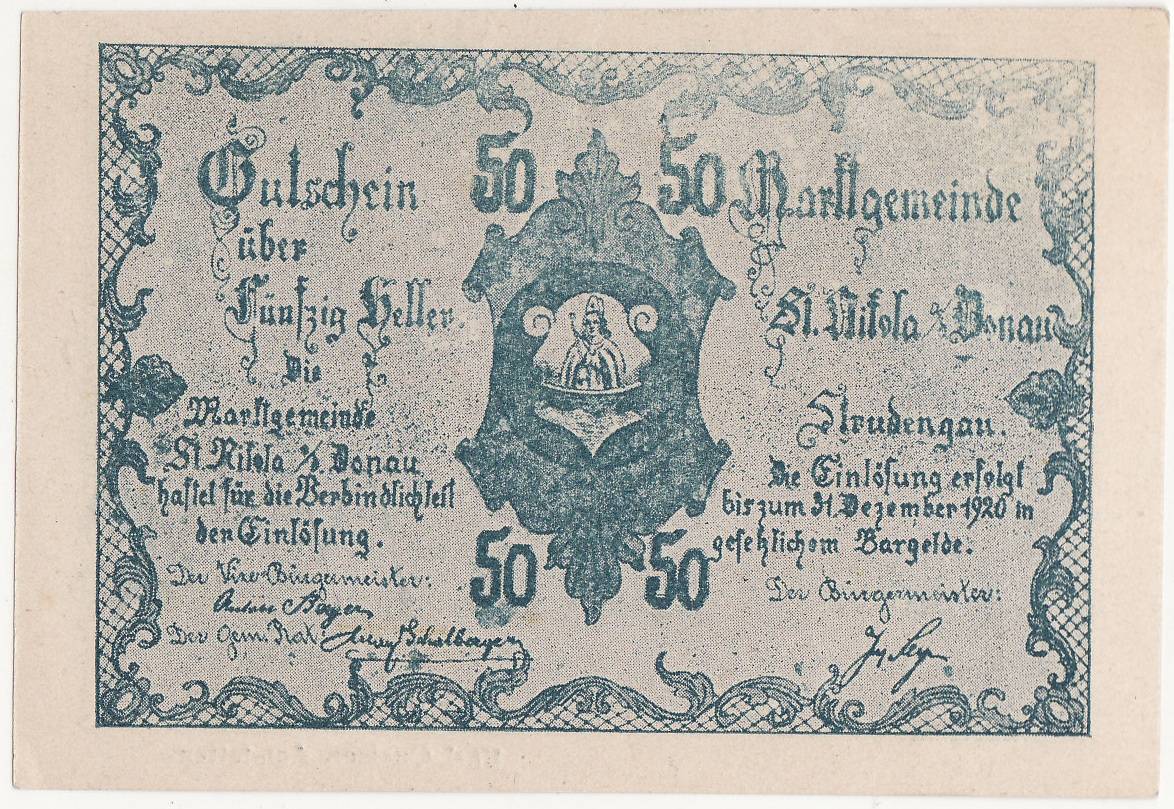 50 50
Gutschein
über
Fünfzig Heller.
Die
Marktgemeinde
St. Nikola a/d Donau
haftet für die Verbindlichkeit
den Einlösung.
Der Vize-Bürgermeister:
Der Gem. Rat:
50 50
Marktgemeinde
St. Nikola a/ Donau
Strudengau.
Die Einlösung erfolgt
bis zum 31. Dezember 1920 in
gesetzlichem Bargelde.
Der Bürgermeister: